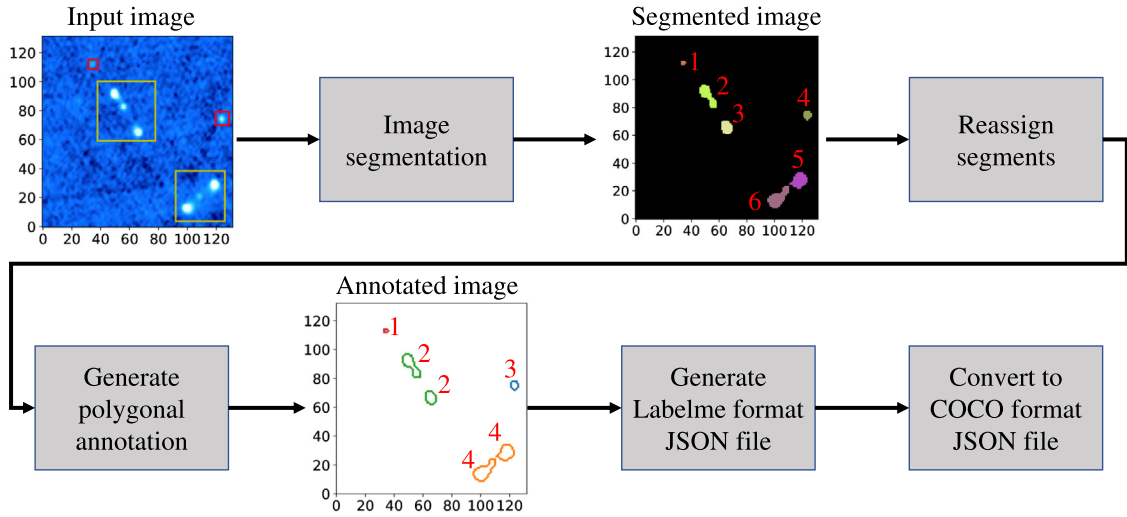 Input image
120
100
80
60
40
20
0
0 20 40 60 80 100 120
Image
segmentation
Segmented image
120
100
80
60
40
20
0
0 20 40 60 80 100 120
1
2
3
4
5
6
Reassign
segments
Generate
polygonal
annotation
Annotated image
120
100
80
60
40
20
0
0 20 40 60 80 100 120
1
2
2
3
4
4
Generate
Labelme format
JSON file
Convert to
COCO format
JSON file